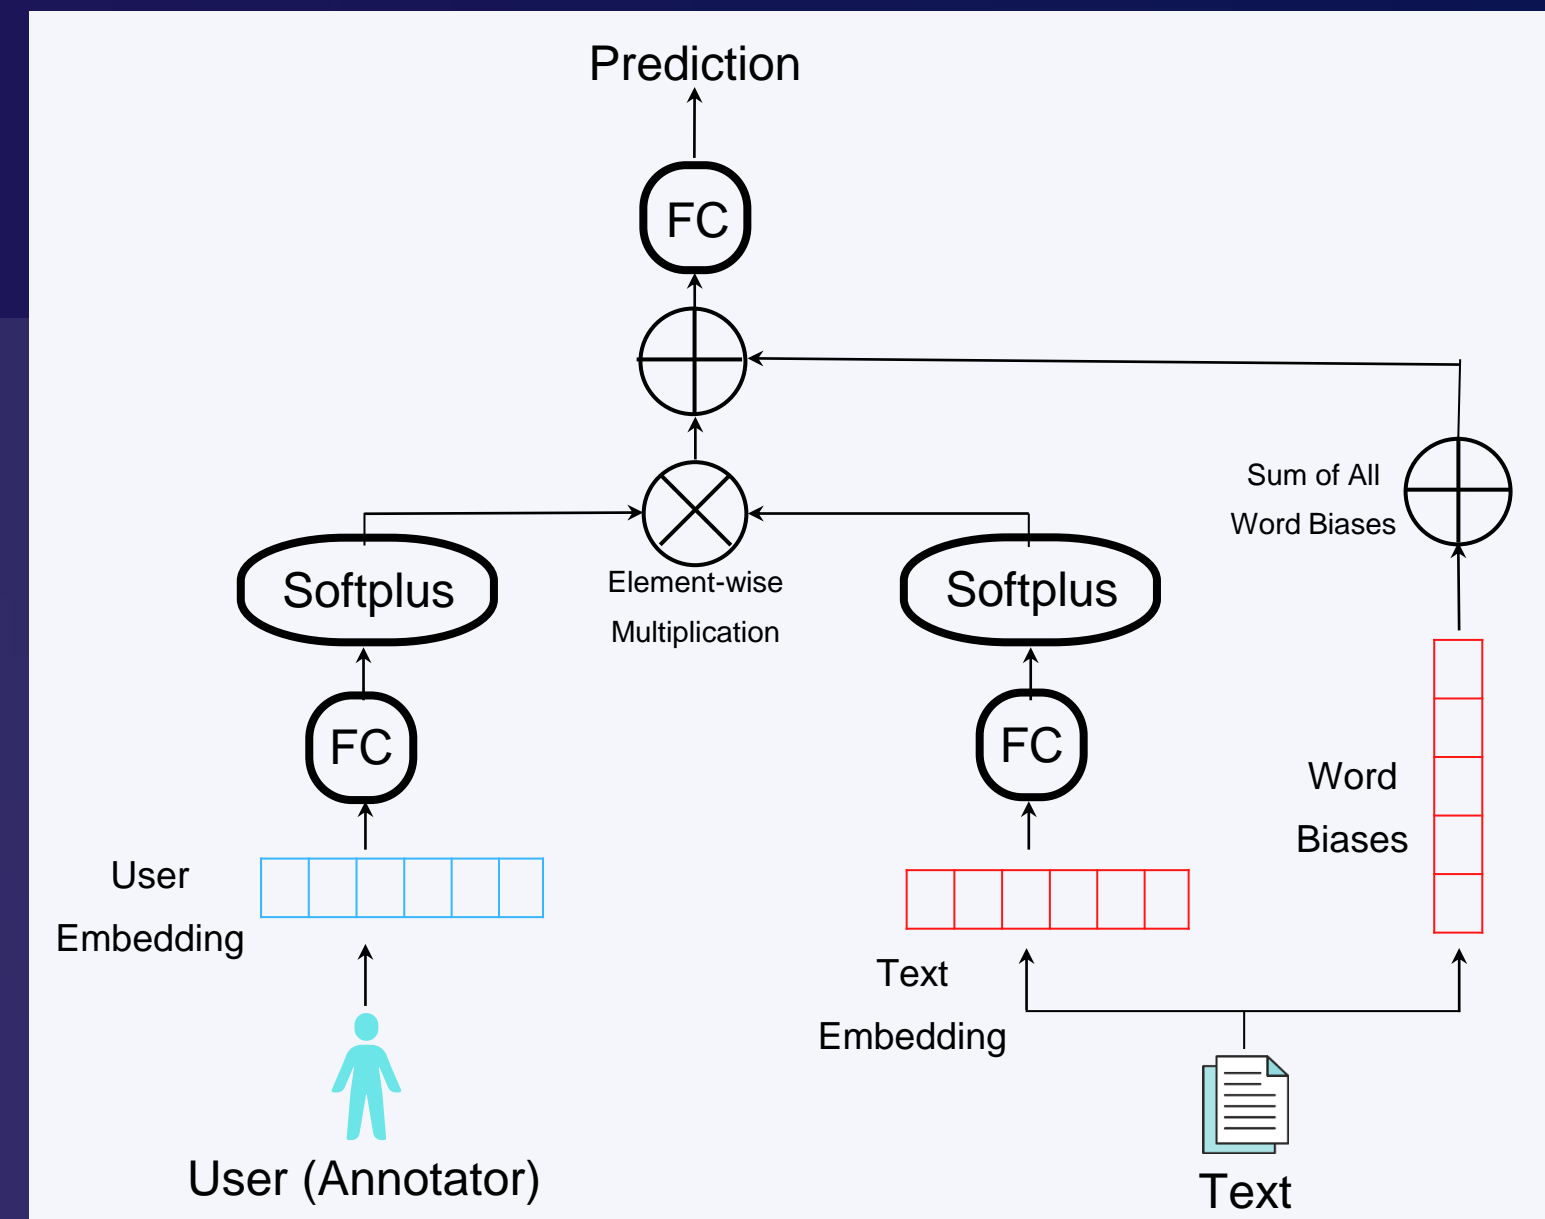 Prediction
FC
Sum of All
Word Biases
Softplus
Element-wise
Multiplication
Softplus
FC
FC
Word
Biases
User
Embedding
Text
Embedding
User (Annotator)
Text